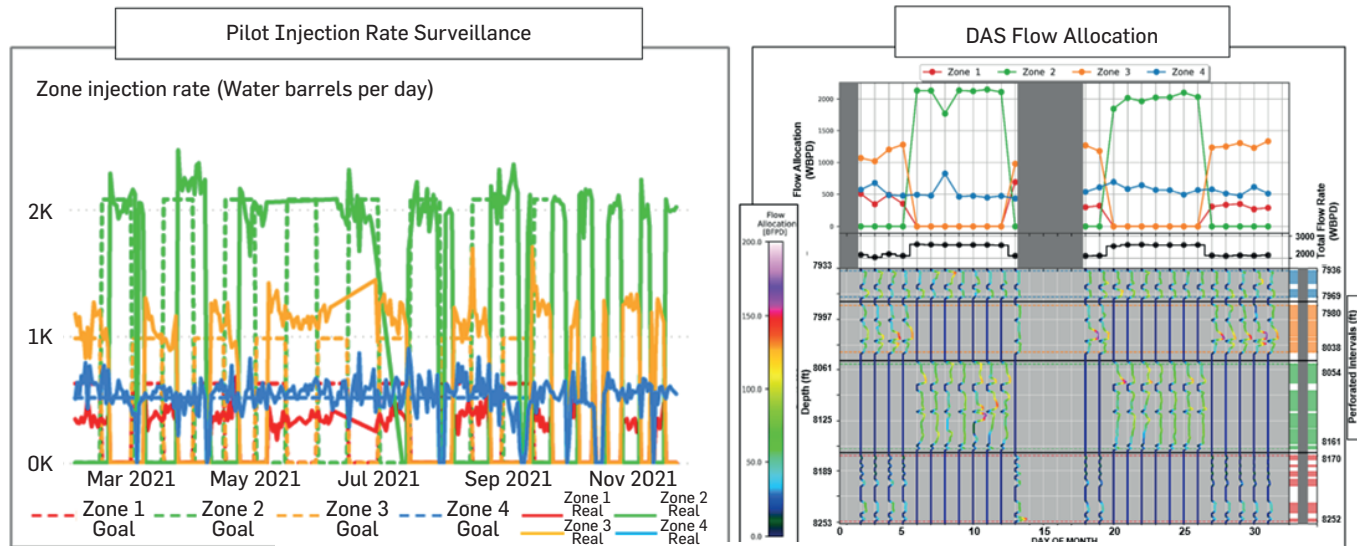 Pilot Injection Rate Surveillance
Zone injection rate (Water barrels per day)
2K
1K
0K
Mar 2021 May 2021 Jul 2021 Sep 2021 Nov 2021
Zone 1 Goal
Zone 2 Goal
Zone 3 Goal
Zone 4 Goal
Zone 1 Real
Zone 2 Real
Zone 3 Real
Zone 4 Real
DAS Flow Allocation
Zone 1 Zone 2 Zone 3 Zone 4
Flow Allocation (WBPD)
2000
1500
1000
500
0
Total Flow Rate (WBPD)
3000
2000
Flow Allocation [BFPD]
200.0
150.0
100.0
50.0
0.0
Depth (ft)
7933
7997
8061
8125
8189
8253
7936
7969
7980
8038
8054
8161
8170
8252
Perforated Intervals (ft)
0 5 10 15 20 25 30
DAY OF MONTH